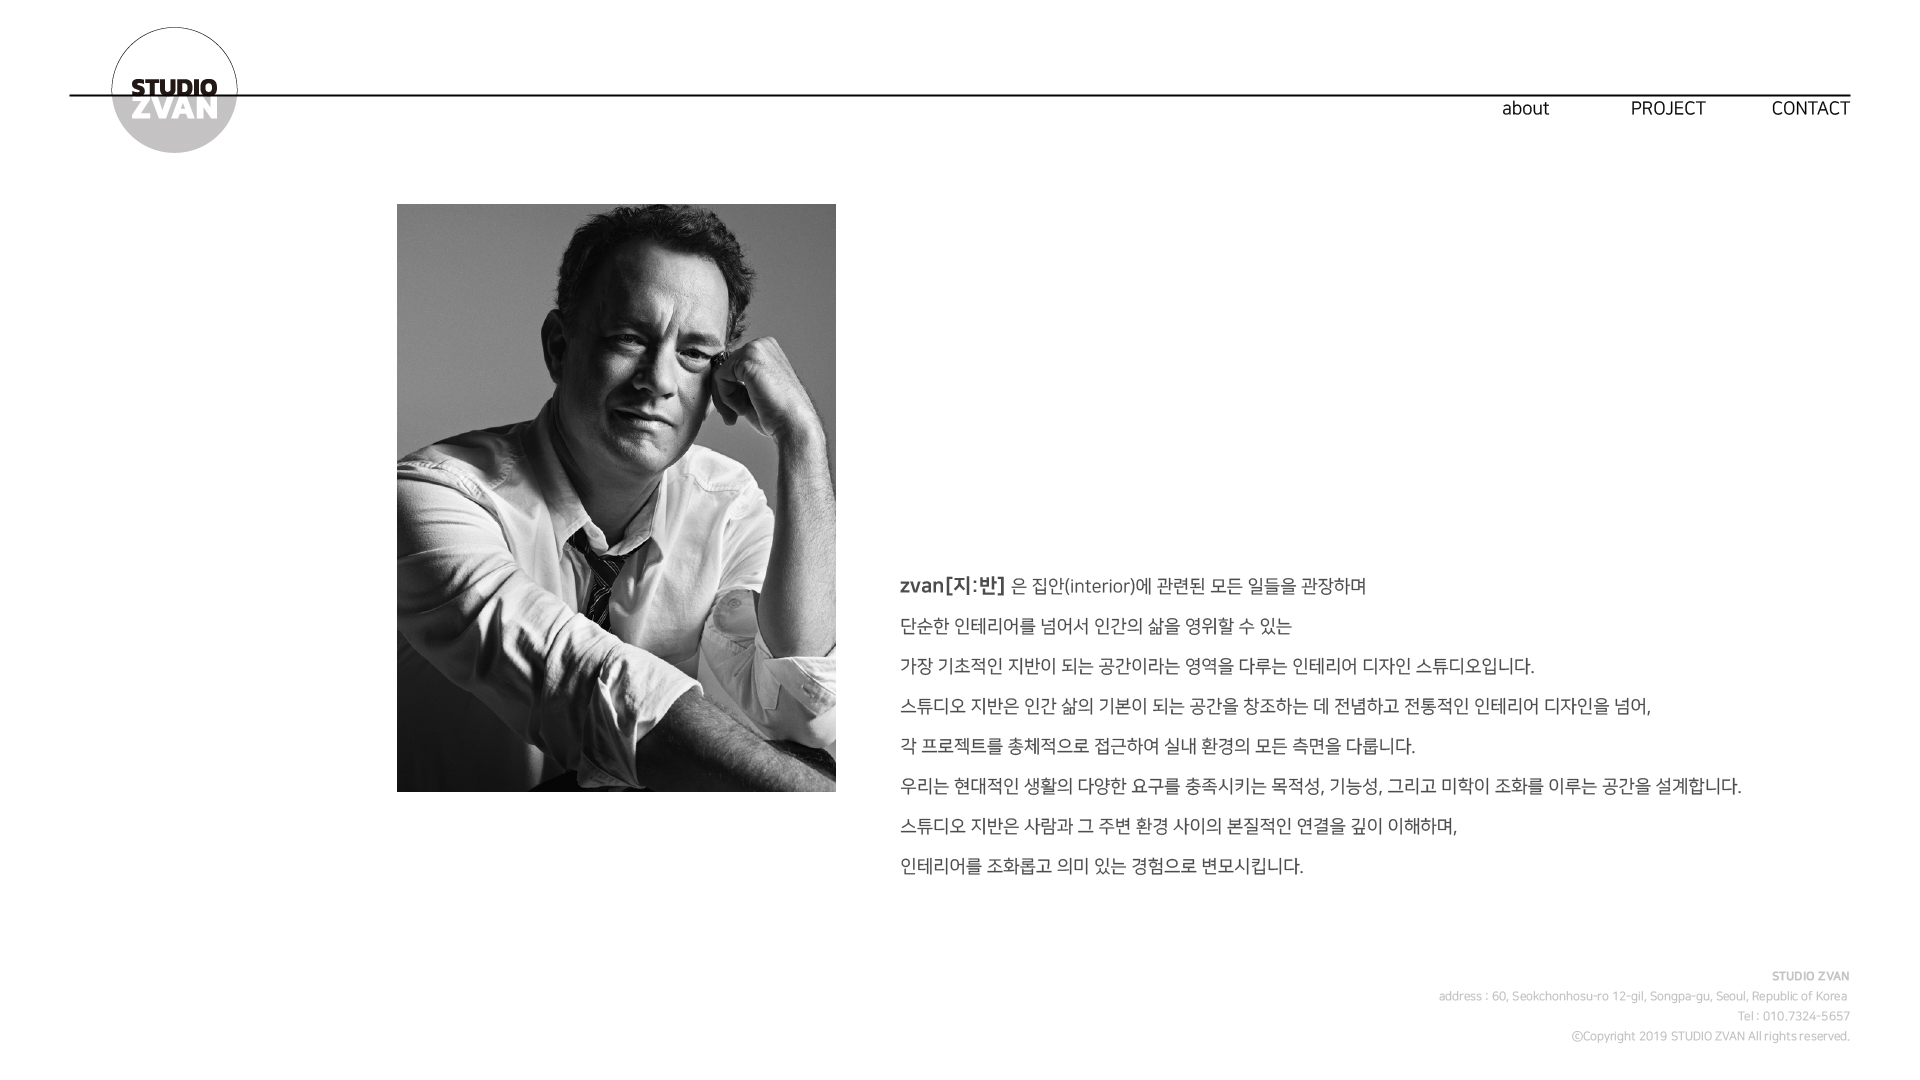 STUDIO
ZVAN
about
PROJECT
CONTACT
zvan[지:반] 은 집안(interior)에 관련된 모든 일들을 관장하며
단순한 인테리어를 넘어서 인간의 삶을 영위할 수 있는
가장 기초적인 지반이 되는 공간이라는 영역을 다루는 인테리어 디자인 스튜디오입니다.
스튜디오 지반은 인간 삶의 기본이 되는 공간을 창조하는 데 전념하고 전통적인 인테리어 디자인을 넘어,
각 프로젝트를 총체적으로 접근하여 실내 환경의 모든 측면을 다룹니다.
우리는 현대적인 생활의 다양한 요구를 충족시키는 목적성, 기능성, 그리고 미학이 조화를 이루는 공간을 설계합니다.
스튜디오 지반은 사람과 그 주변 환경 사이의 본질적인 연결을 깊이 이해하며,
인테리어를 조화롭고 의미 있는 경험으로 변모시킵니다.
STUDIO ZVAN
address : 60, Seokchonhosu-ro 12-gil, Songpa-gu, Seoul, Republic of Korea
Tel : 010.7324-5657
©Copyright 2019 STUDIO ZVAN All rights reserved.